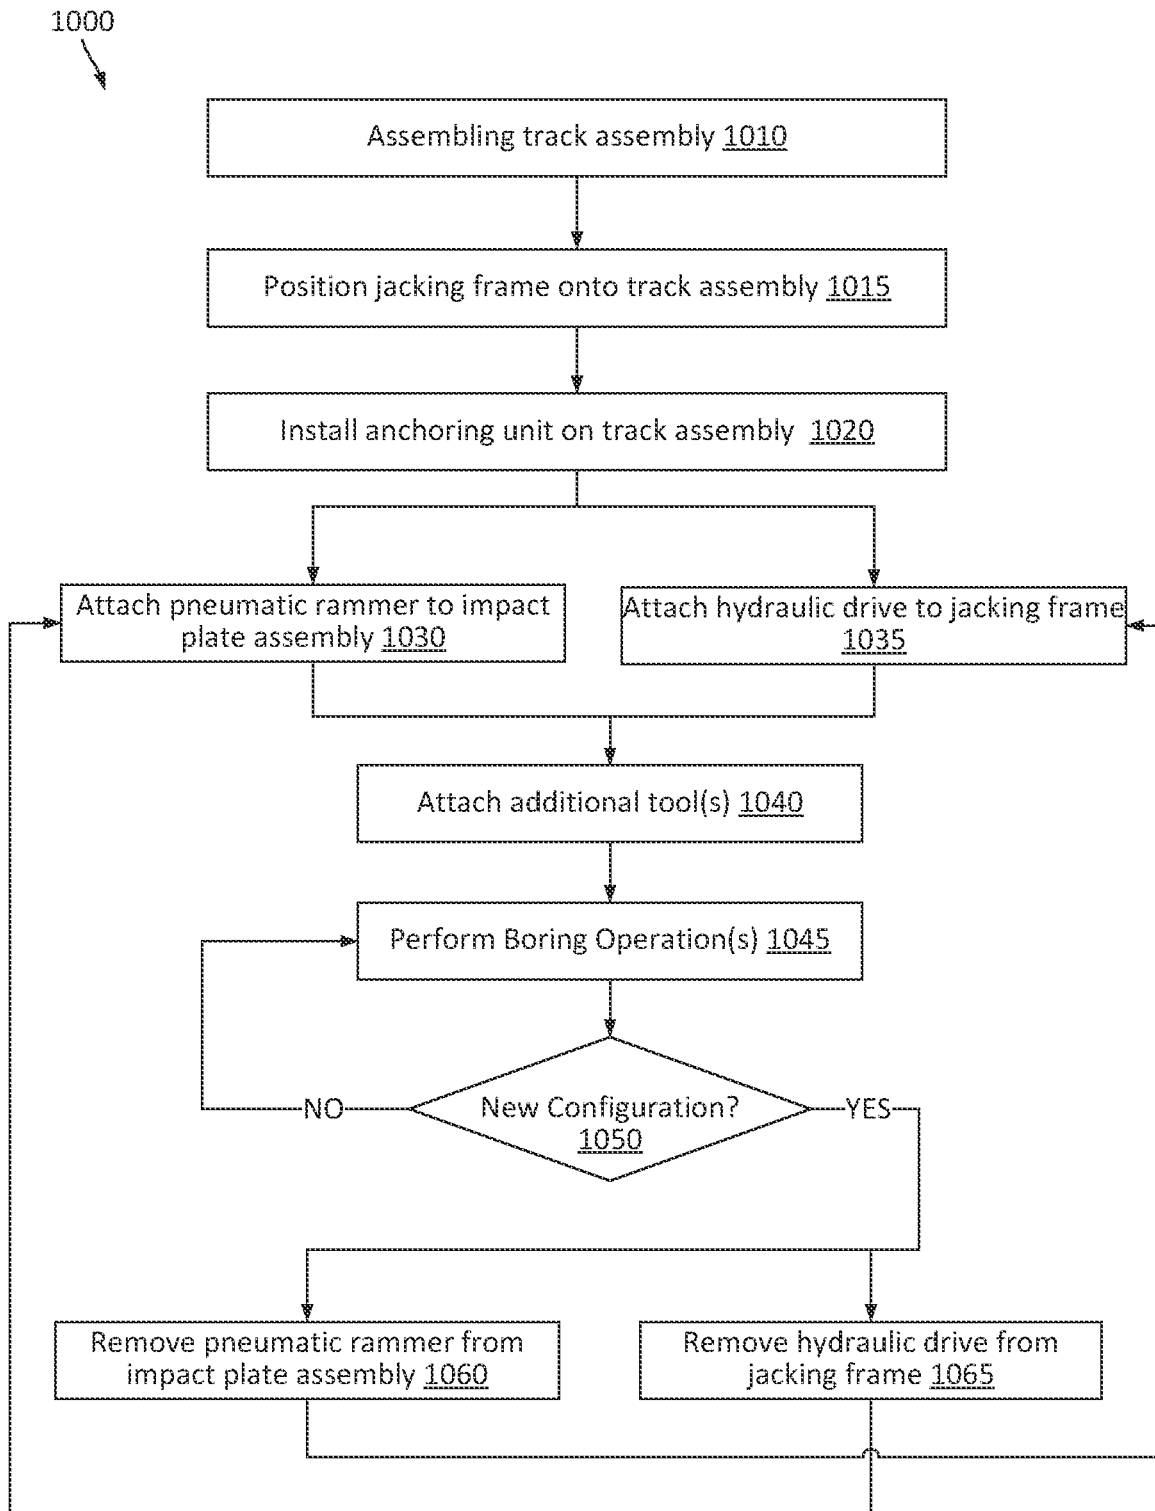 1000
Assembling track assembly 1010
Position jacking frame onto track assembly 1015
Install anchoring unit on track assembly 1020
Attach pneumatic rammer to impact
plate assembly 1030
Attach hydraulic drive to jacking frame
1035
Attach additional tool(s) 1040
Perform Boring Operation(s) 1045
New Configuration?
1050
NO
YES
Remove pneumatic rammer from
impact plate assembly 1060
Remove hydraulic drive from
jacking frame 1065